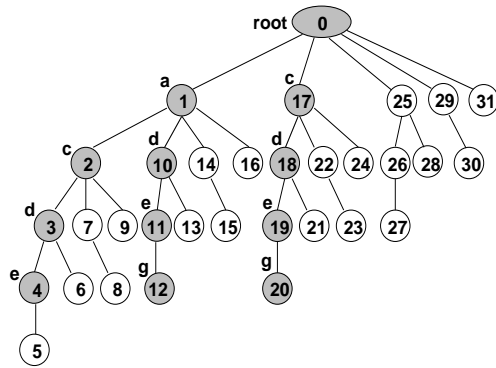 root 0
a c
1 17 25 29 31
c d d
2 10 14 16 18 22 24 26 28 30
d e e
3 7 9 11 13 15 19 21 23 27
e g g
4 6 8 12 20
5